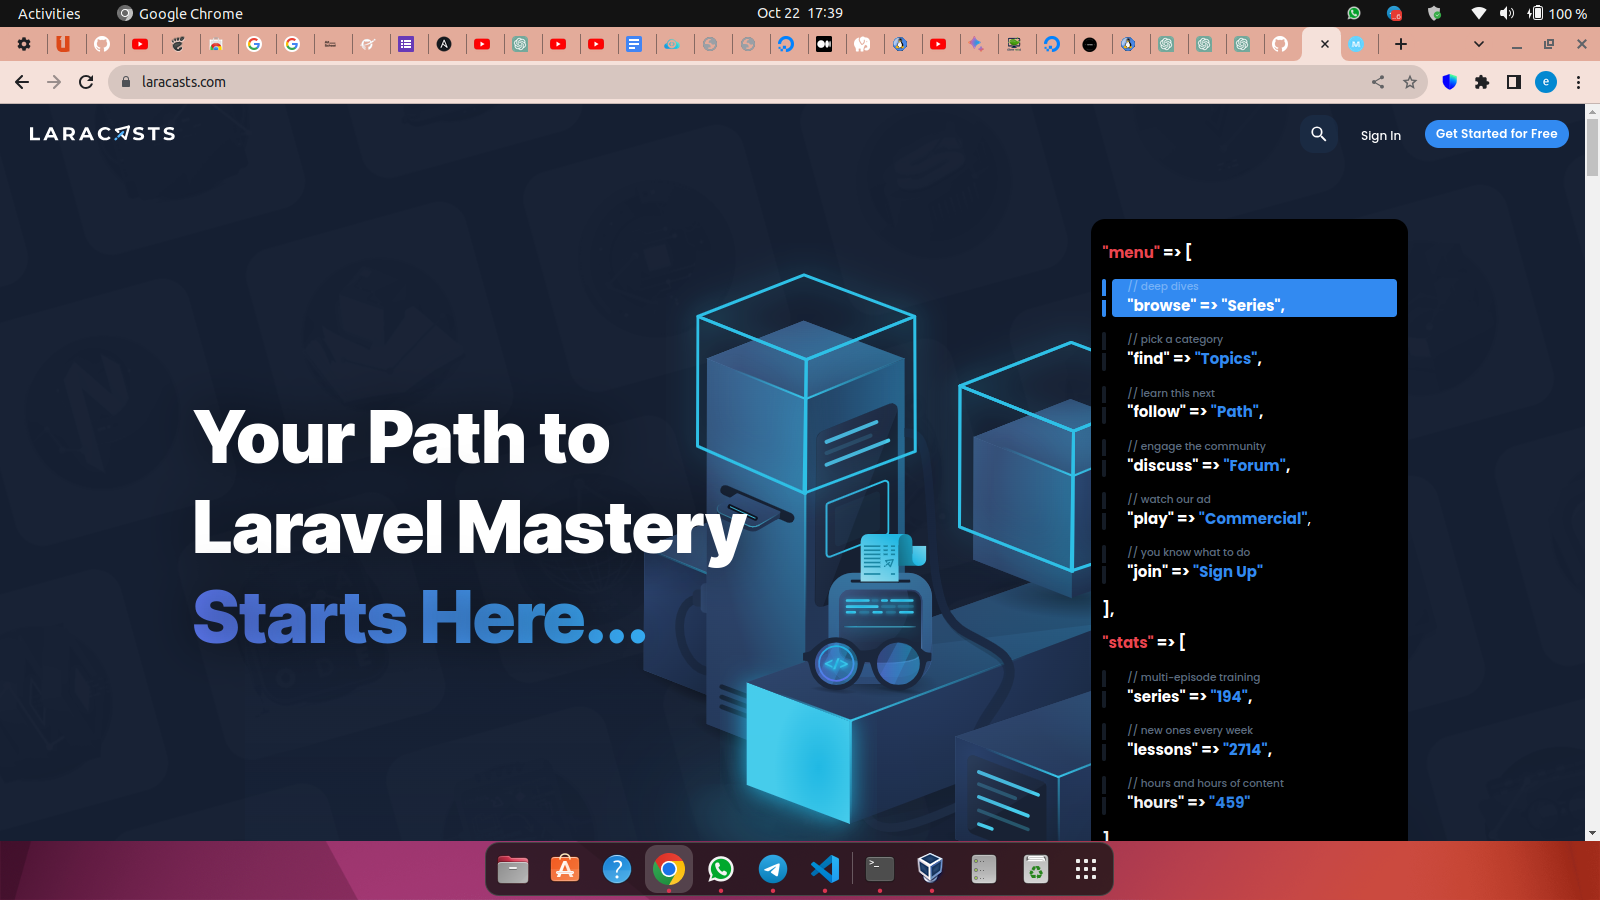 Activities
Google Chrome
Oct 22 17:39
100 %
laracasts.com
LARACASTS
Sign In
Get Started for Free
Your Path to
Laravel Mastery
Starts Here...
"menu" => [
// deep dives
"browse" => "Series",
// pick a category
"find" => "Topics",
// learn this next
"follow" => "Path",
// engage the community
"discuss" => "Forum",
// watch our ad
"play" => "Commercial",
// you know what to do
"join" => "Sign Up"
],
"stats" => [
// multi-episode training
"series" => "194",
// new ones every week
"lessons" => "2714",
// hours and hours of content
"hours" => "459"
]